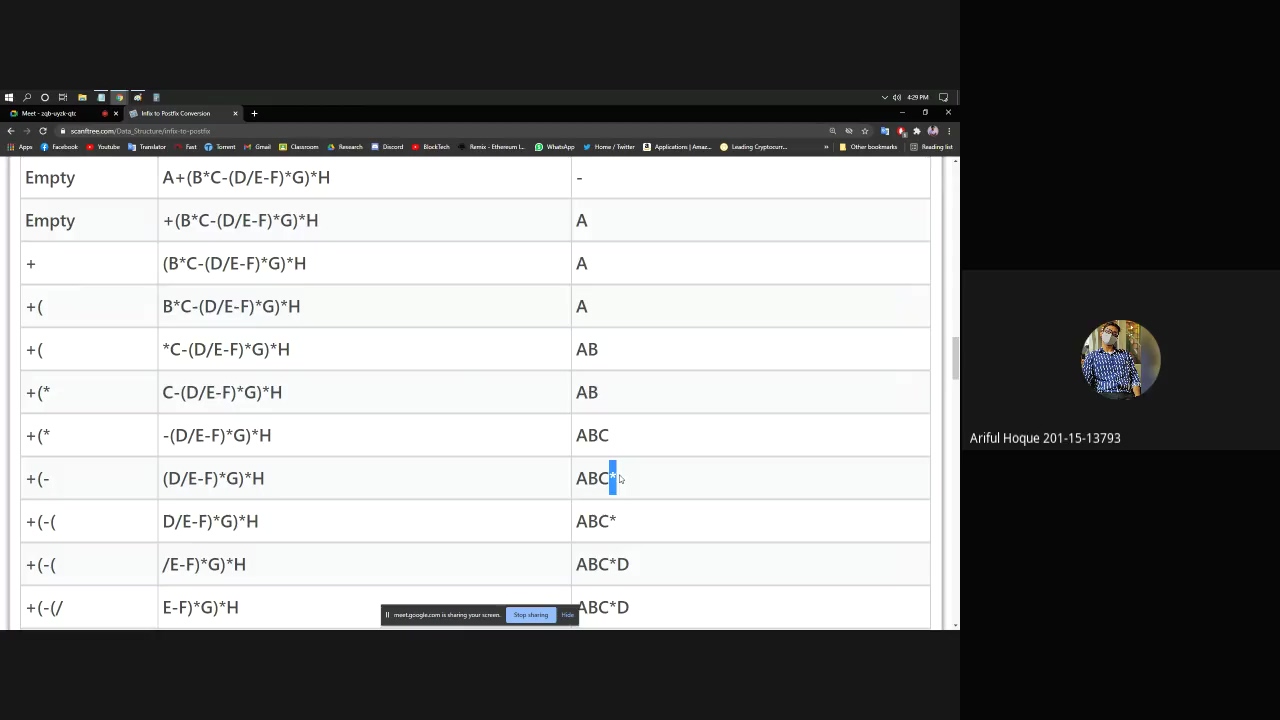 4:29 PM
Meet - zqb-uyzk-qtc
Infix to Postfix Conversion
scanftree.com/Data_Structure/infix-to-postfix
Apps Facebook Youtube Translator Fast Torrent Gmail Classroom Research Discord BlockTech Remix - Ethereum I... WhatsApp Home / Twitter Applications | Amaz... Leading Cryptocur... » Other bookmarks Reading list
Empty A+(B*C-(D/E-F)*G)*H -
Empty +(B*C-(D/E-F)*G)*H A
+ (B*C-(D/E-F)*G)*H A
+( B*C-(D/E-F)*G)*H A
+( *C-(D/E-F)*G)*H AB
+(* C-(D/E-F)*G)*H AB
+(* -(D/E-F)*G)*H ABC
+(- (D/E-F)*G)*H ABC*
+(-( D/E-F)*G)*H ABC*
+(-( /E-F)*G)*H ABC*D
+(-(/ E-F)*G)*H ABC*D
meet.google.com is sharing your screen. Stop sharing Hide
Ariful Hoque 201-15-13793